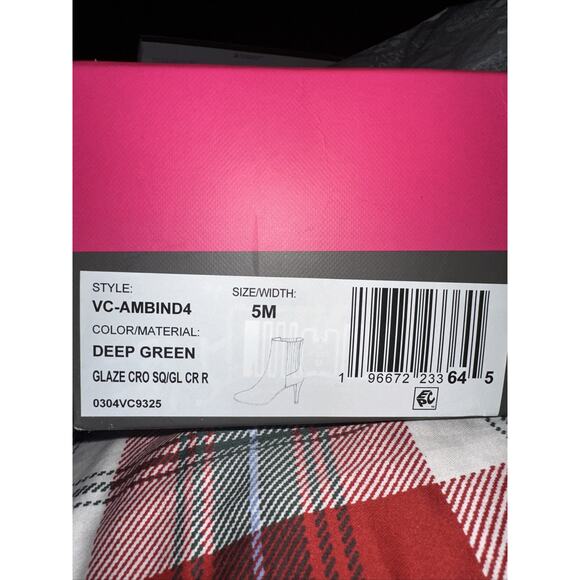 STYLE: SIZE/WIDTH:
VC-AMBIND4 5M
COLOR/MATERIAL:
DEEP GREEN
GLAZE CRO SQ/GL CR R
0304VC9325
1 96672 233 64 5